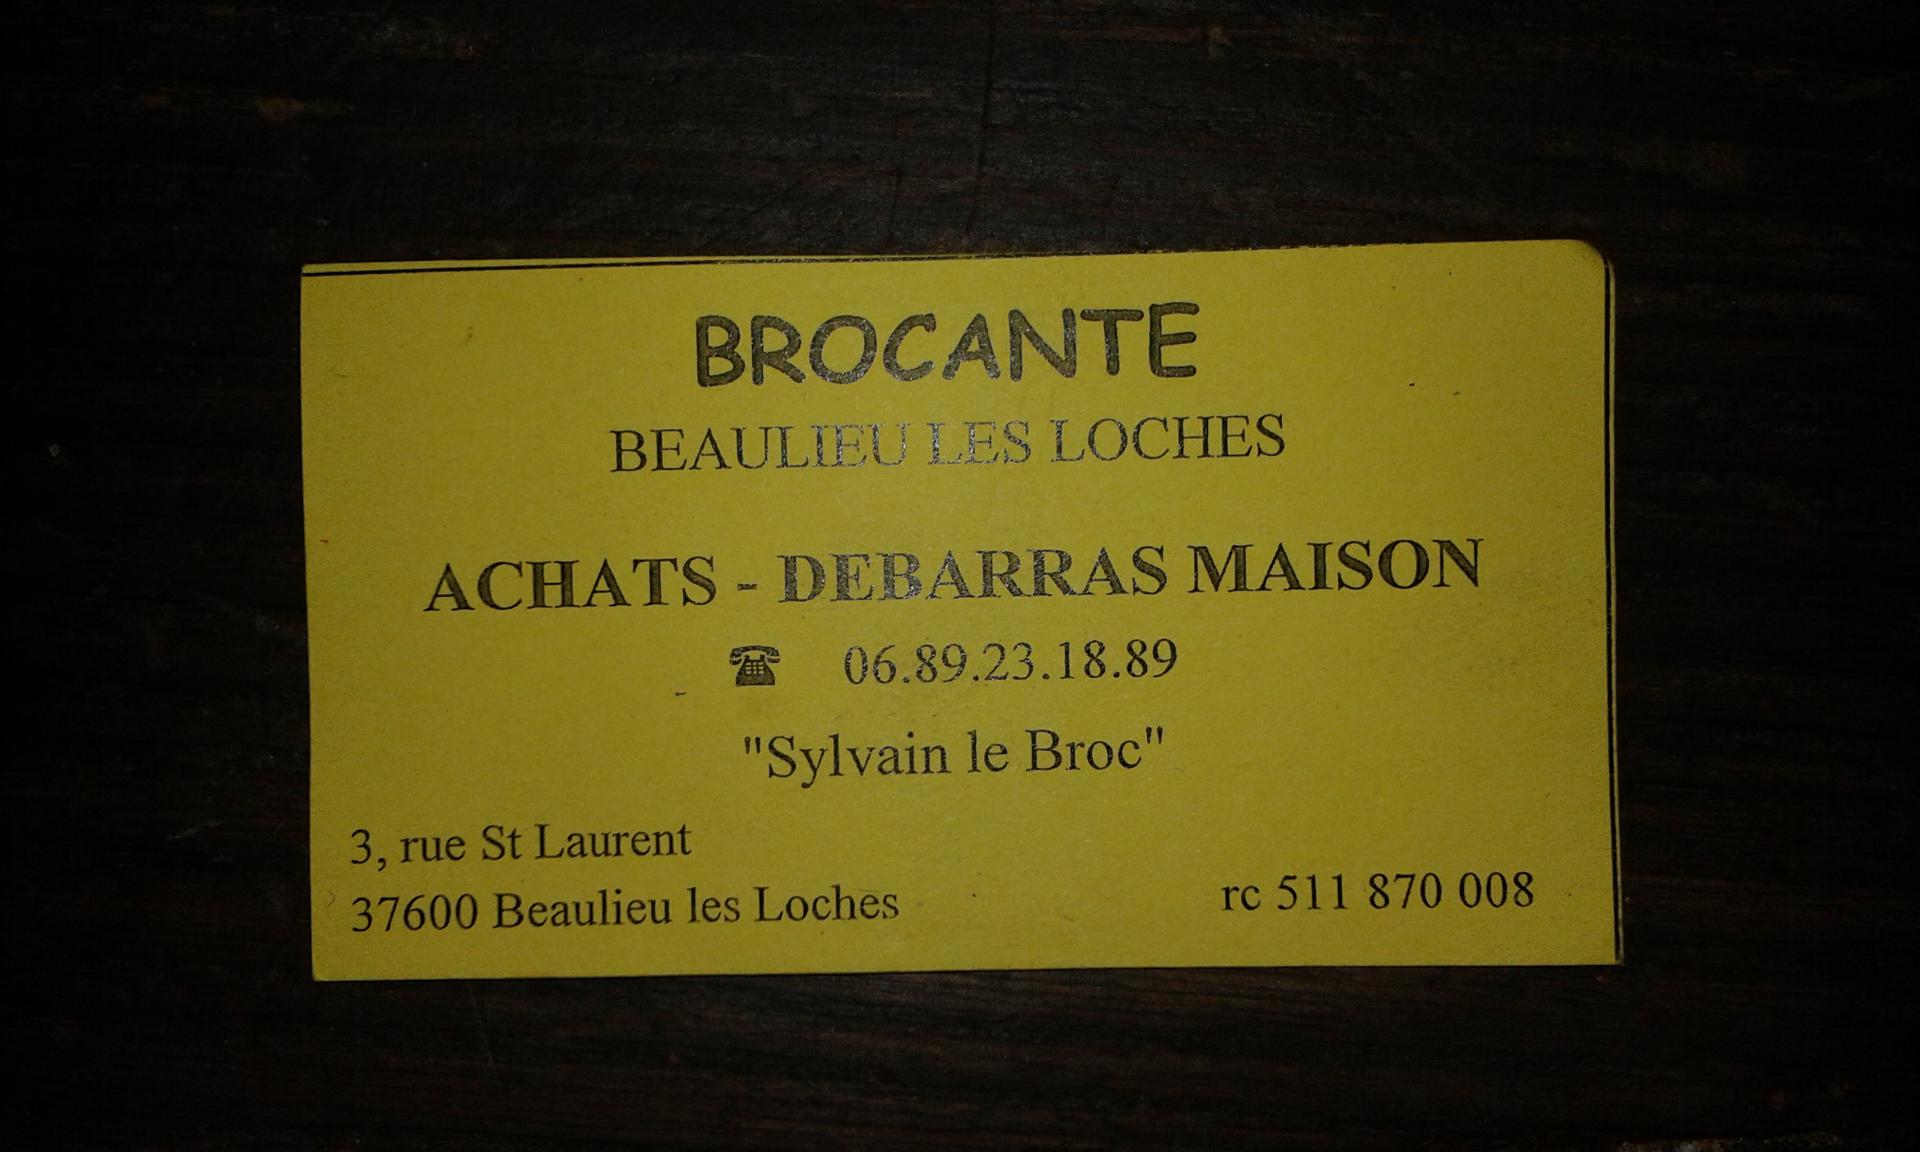 BROCANTE
BEAULIEU LES LOCHES
ACHATS - DEBARRAS MAISON
☎ 06.89.23.18.89
"Sylvain le Broc"
3, rue St Laurent
37600 Beaulieu les Loches
rc 511 870 008